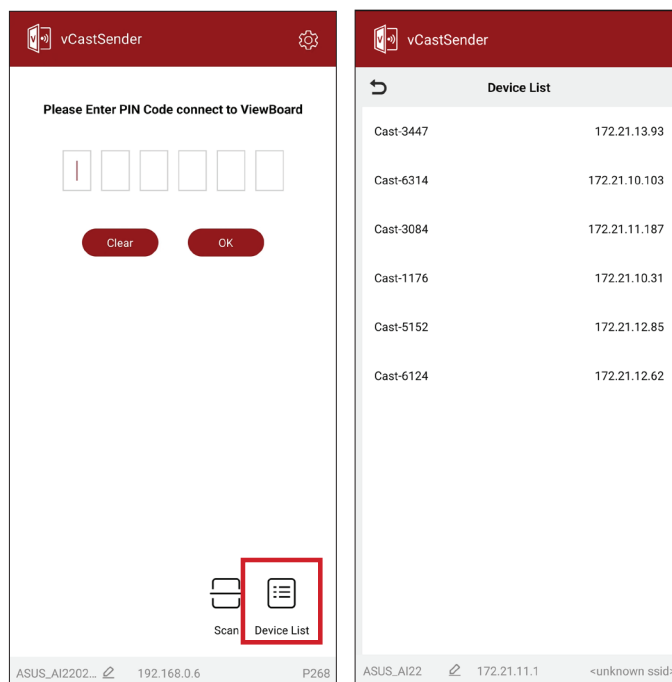 vCastSender
Please Enter PIN Code connect to ViewBoard
Clear OK
Scan Device List
ASUS_AI2202... 192.168.0.6 P268
vCastSender
Device List
Cast-3447 172.21.13.93
Cast-6314 172.21.10.103
Cast-3084 172.21.11.187
Cast-1176 172.21.10.31
Cast-5152 172.21.12.85
Cast-6124 172.21.12.62
ASUS_AI22 172.21.11.1 <unknown ssid>